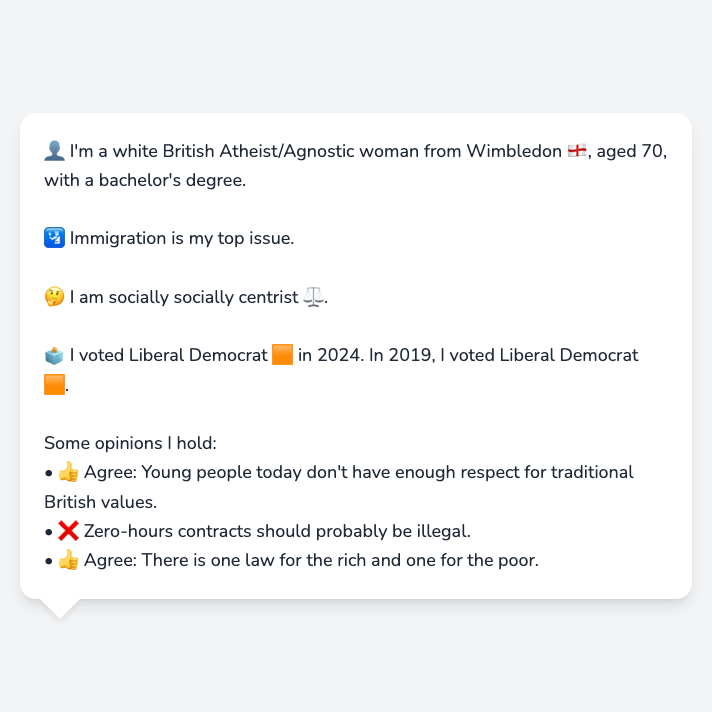 👤 I'm a white British Atheist/Agnostic woman from Wimbledon 🏴󠁧󠁢󠁥󠁮󠁧󠁿, aged 70,
with a bachelor's degree.
🛂 Immigration is my top issue.
🤔 I am socially socially centrist ⚖️.
🗳️ I voted Liberal Democrat 🟧 in 2024. In 2019, I voted Liberal Democrat
🟧.
Some opinions I hold:
• 👍 Agree: Young people today don't have enough respect for traditional
British values.
• ❌ Zero-hours contracts should probably be illegal.
• 👍 Agree: There is one law for the rich and one for the poor.